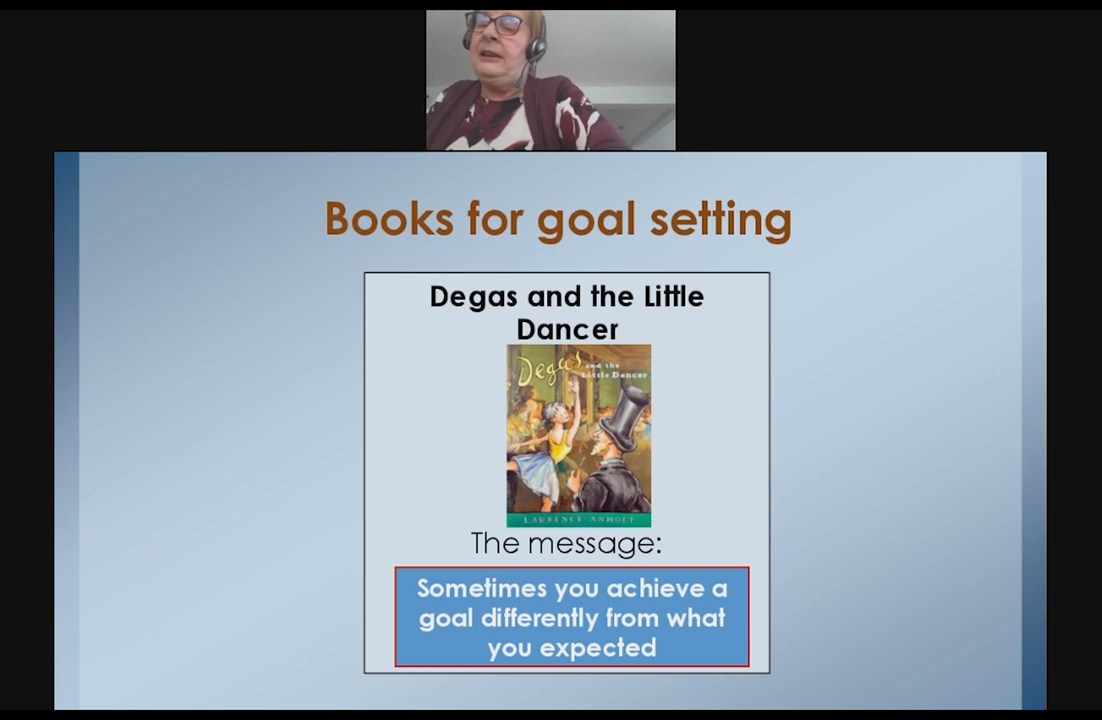 Books for goal setting
Degas and the Little
Dancer
Degas and the
Little Dancer
LAURENCE ANHOLT
The message:
Sometimes you achieve a
goal differently from what
you expected